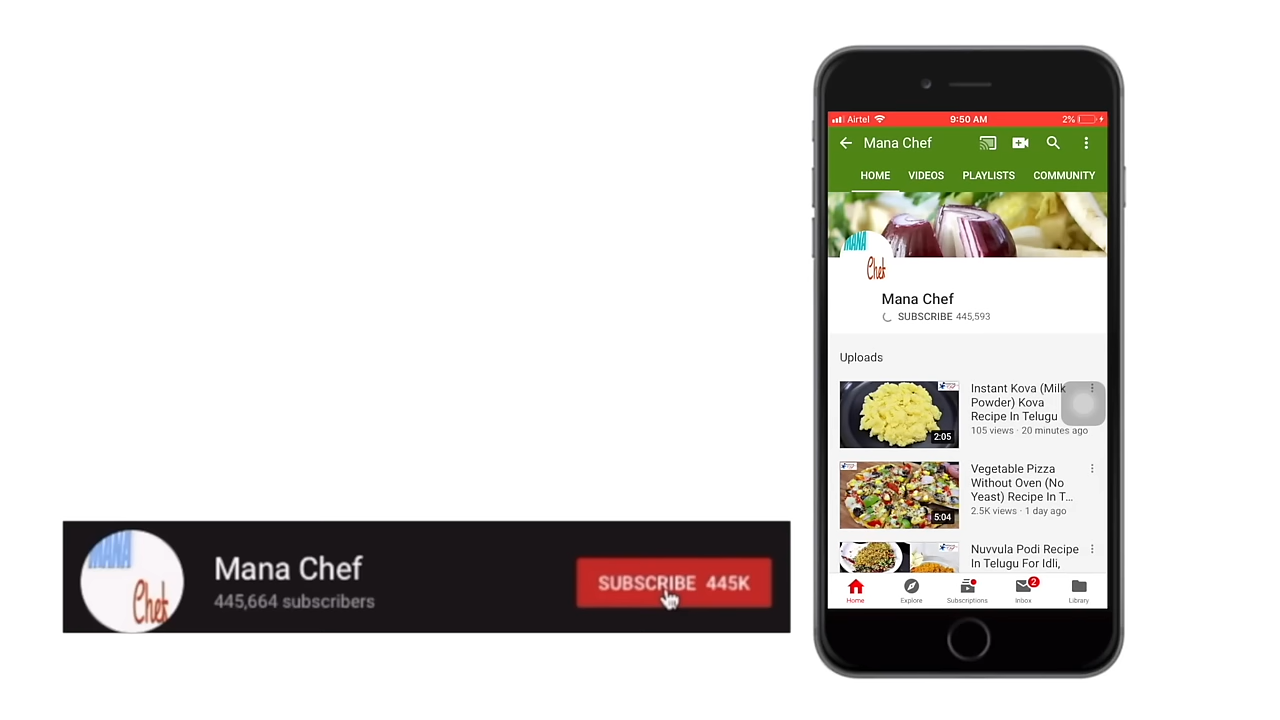 Airtel 9:50 AM 2%
Mana Chef
HOME VIDEOS PLAYLISTS COMMUNITY
MANA
Chef
Mana Chef
SUBSCRIBE 445,593
Uploads
Instant Kova (Milk
Powder) Kova
Recipe In Telugu
105 views · 20 minutes ago
2:05
Vegetable Pizza
Without Oven (No
Yeast) Recipe In T...
2.5K views · 1 day ago
5:04
Nuvvula Podi Recipe
In Telugu For Idli,
2
Home Explore Subscriptions Inbox Library
MANA
Chef
Mana Chef
445,664 subscribers
SUBSCRIBE 445K